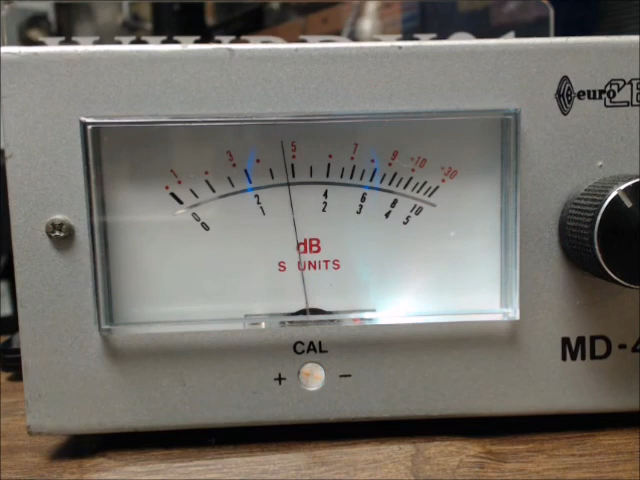 euro CB
1 3 5 7 9 +10 +30
0 2 4 6 8 10
0 1 2 3 4 5
dB
S UNITS
CAL
+ -
MD-4